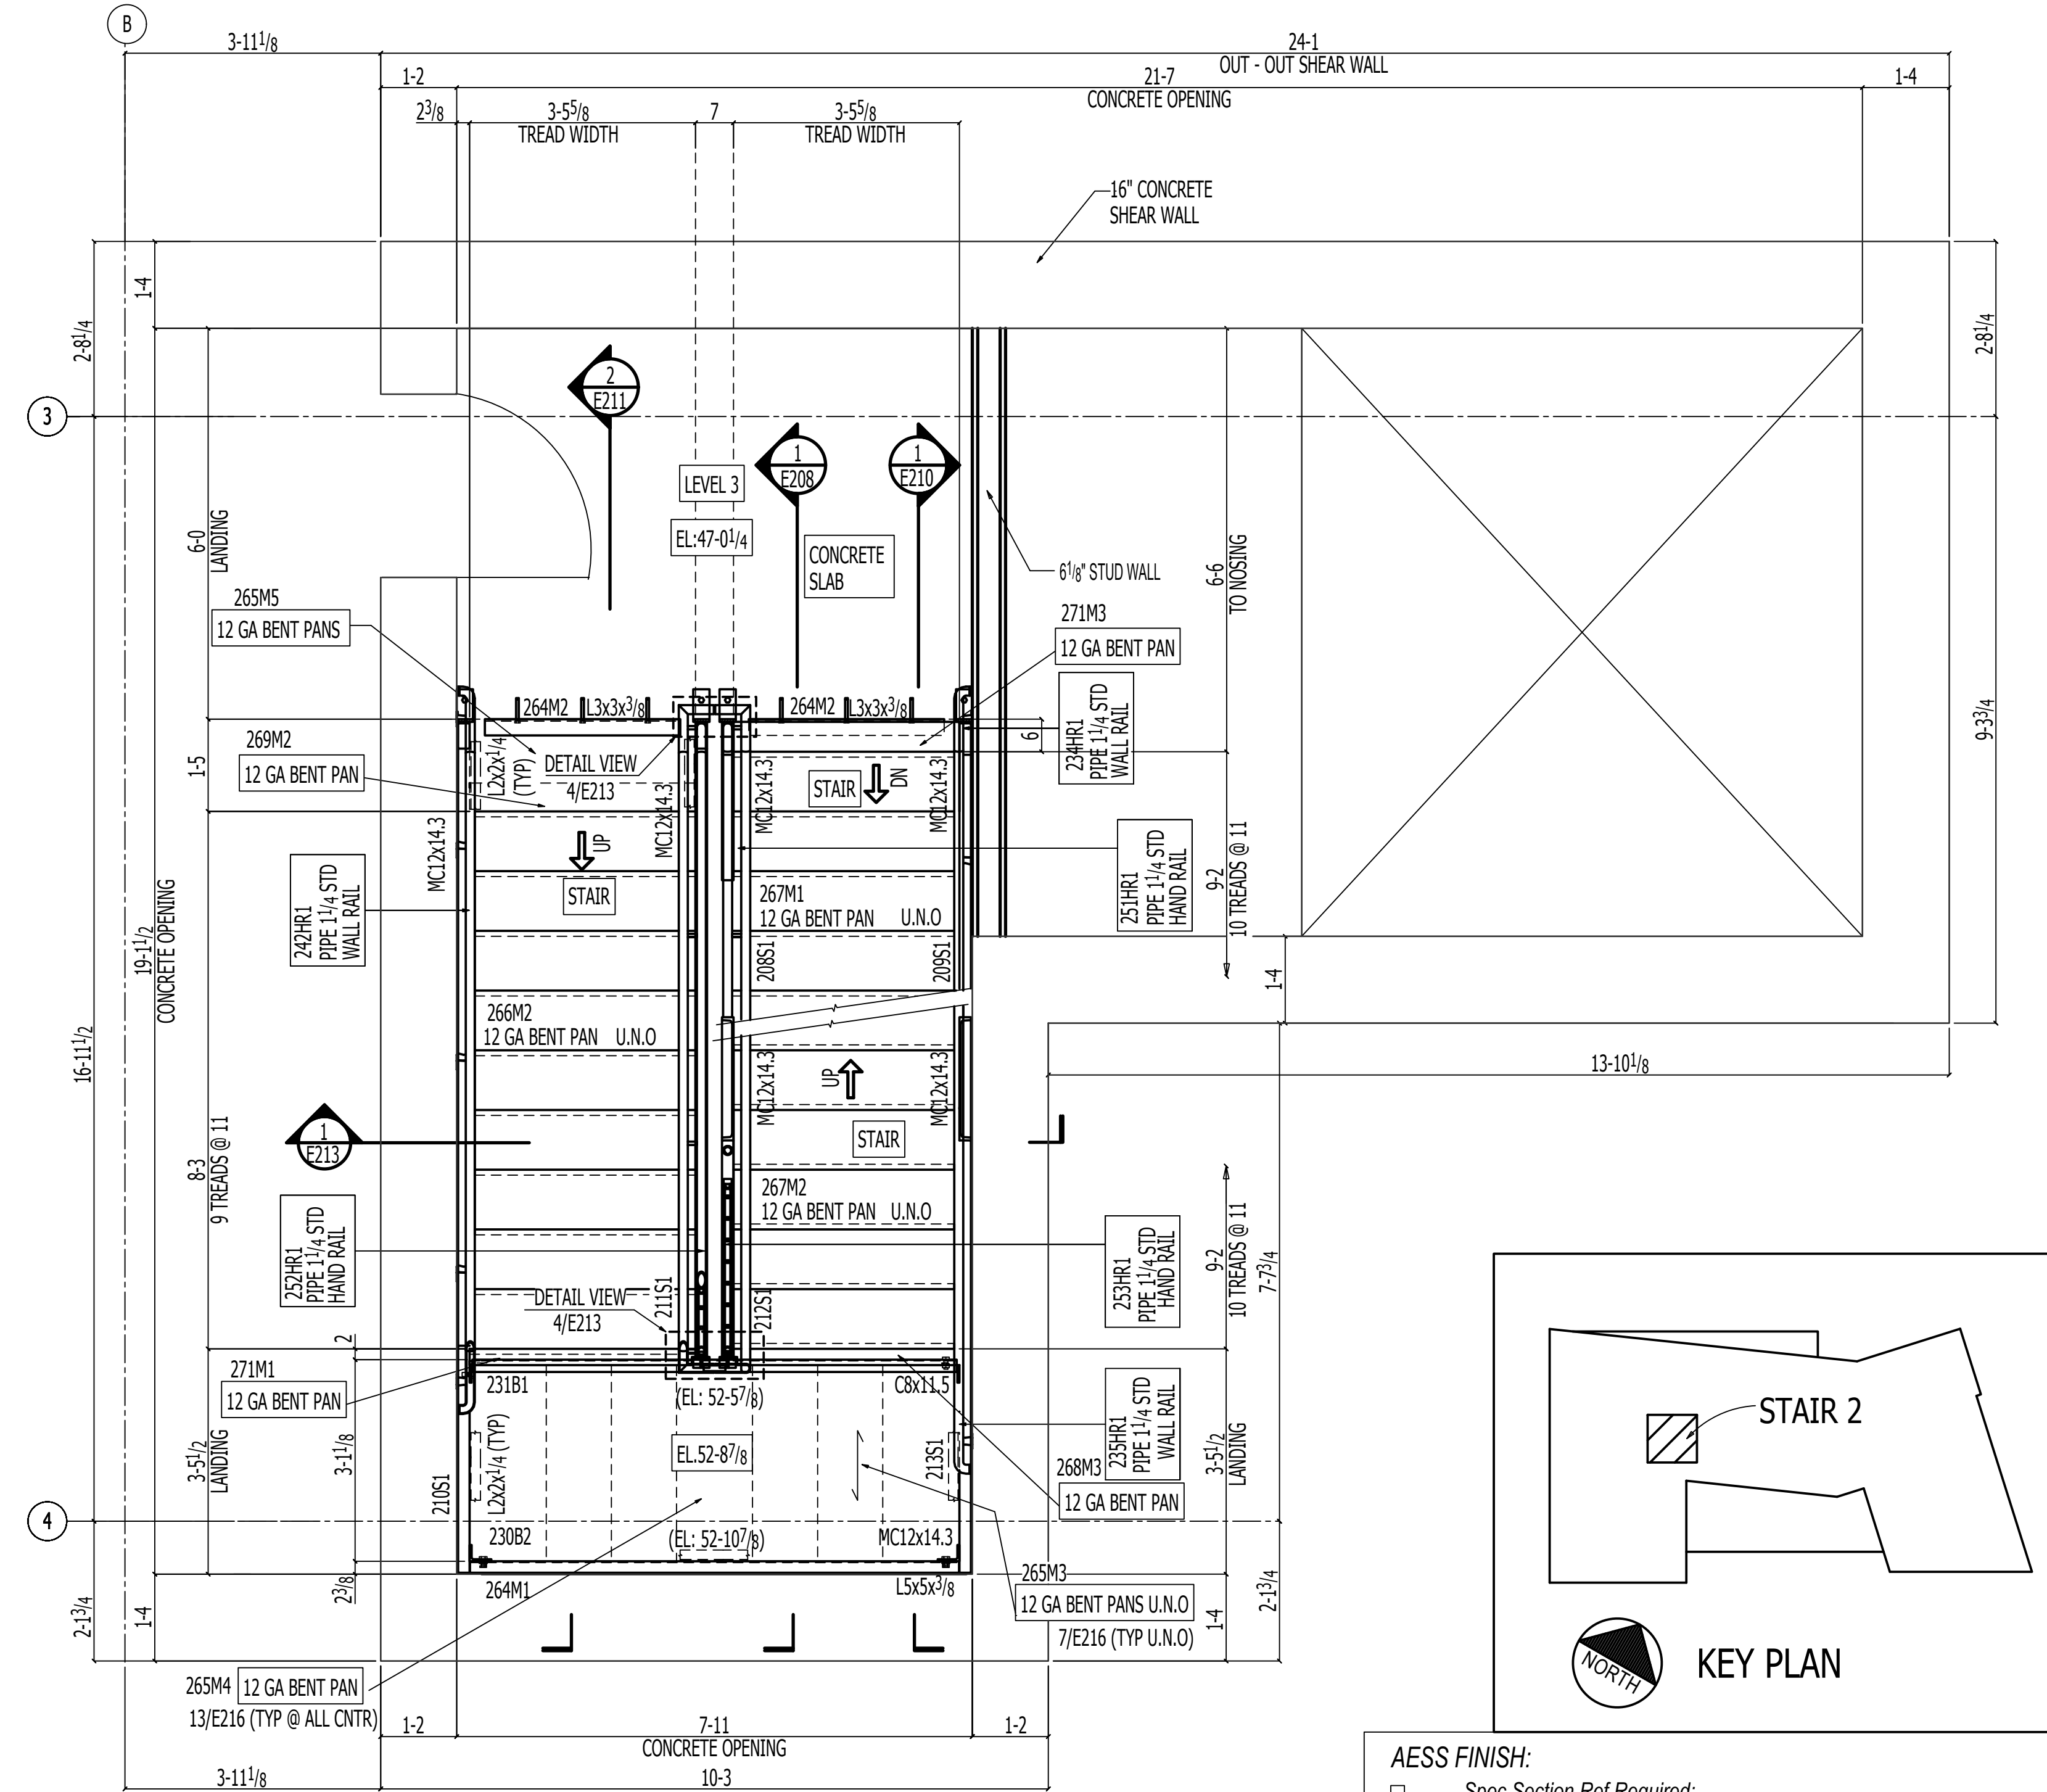 B
3-11 1/8
24-1
OUT - OUT SHEAR WALL
1-2
21-7
CONCRETE OPENING
1-4
2 3/8
3-5 5/8
TREAD WIDTH
7
3-5 5/8
TREAD WIDTH
16" CONCRETE
SHEAR WALL
1-4
2-8 1/4
2-8 1/4
3
2
E211
1
E208
1
E210
LEVEL 3
EL:47-0 1/4
CONCRETE
SLAB
6-0
LANDING
6-6
TO NOSING
6 1/8" STUD WALL
265M5
12 GA BENT PANS
271M3
12 GA BENT PAN
264M2
L3x3x3/8
264M2
L3x3x3/8
6
234HR1
PIPE 1 1/4 STD
WALL RAIL
9-3 3/4
1-5
269M2
12 GA BENT PAN
L2x2x1/4
(TYP)
DETAIL VIEW
4/E213
STAIR
DN
MC12x14.3
MC12x14.3
MC12x14.3
MC12x14.3
UP
STAIR
242HR1
PIPE 1 1/4 STD
WALL RAIL
251HR1
PIPE 1 1/4 STD
HAND RAIL
9-2
10 TREADS @ 11
267M1
12 GA BENT PAN U.N.O
208S1
209S1
19-11 1/2
CONCRETE OPENING
16-11 1/2
1-4
266M2
12 GA BENT PAN U.N.O
MC12x14.3
MC12x14.3
UP
STAIR
13-10 1/8
1
E213
8-3
9 TREADS @ 11
267M2
12 GA BENT PAN U.N.O
252HR1
PIPE 1 1/4 STD
HAND RAIL
253HR1
PIPE 1 1/4 STD
HAND RAIL
9-2
10 TREADS @ 11
7-7 3/4
DETAIL VIEW
4/E213
211S1
212S1
2
271M1
12 GA BENT PAN
231B1
(EL: 52-5 7/8)
C8x11.5
235HR1
PIPE 1 1/4 STD
WALL RAIL
3-5 1/2
LANDING
3-1 1/8
210S1
L2x2x1/4 (TYP)
EL.52-8 7/8
213S1
268M3
12 GA BENT PAN
3-5 1/2
LANDING
4
230B2
(EL: 52-10 7/8)
MC12x14.3
264M1
L5x5x3/8
265M3
12 GA BENT PANS U.N.O
7/E216 (TYP U.N.O)
2 3/8
2-1 3/4
1-4
1-4
2-1 3/4
265M4
12 GA BENT PAN
13/E216 (TYP @ ALL CNTR)
1-2
7-11
CONCRETE OPENING
1-2
3-11 1/8
10-3
STAIR 2
NORTH
KEY PLAN
AESS FINISH:
Spec Section Ref Required: